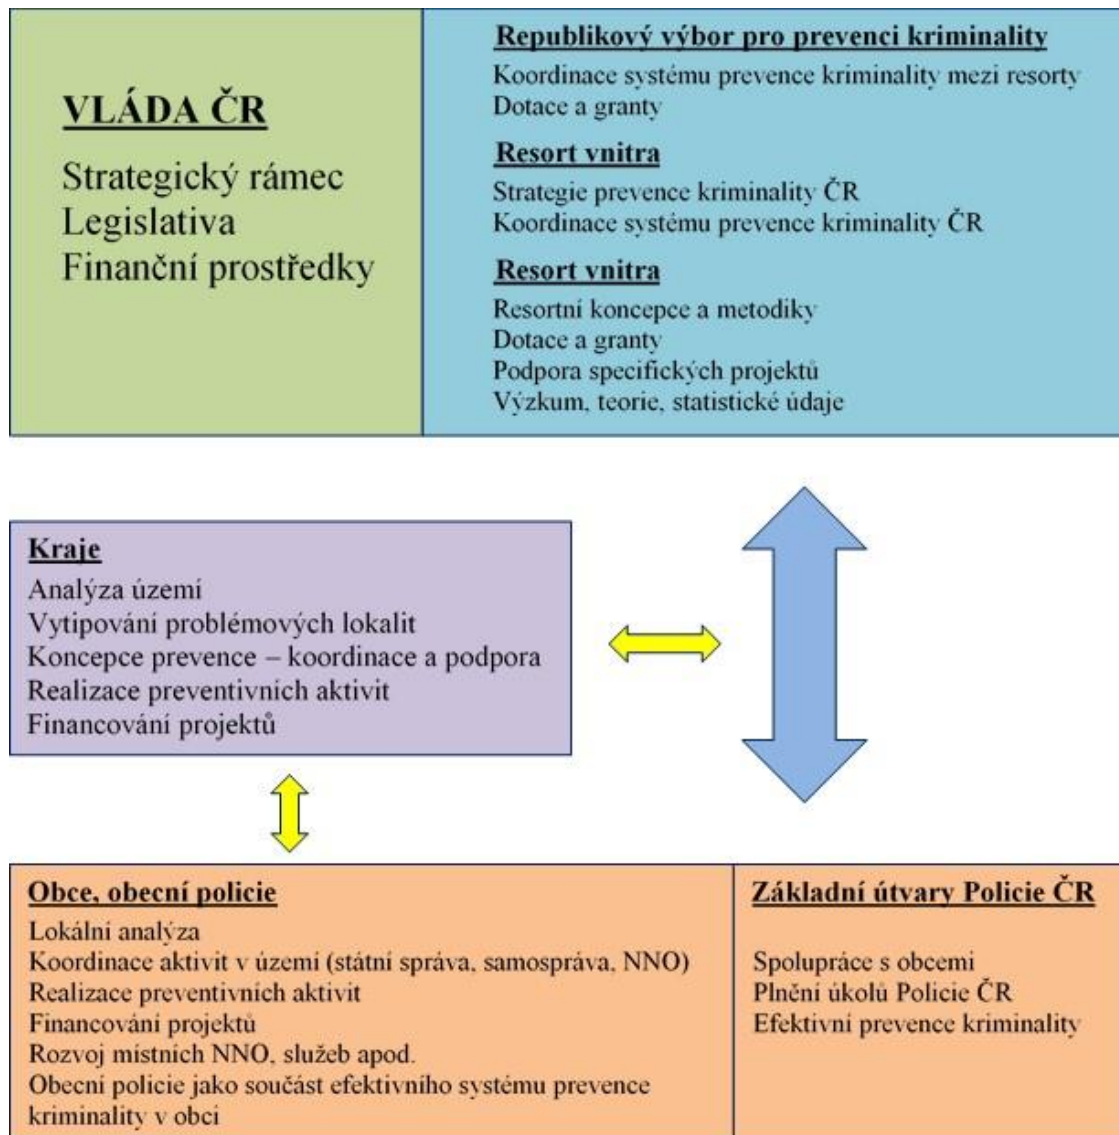 VLÁDA ČR
Strategický rámec
Legislativa
Finanční prostředky
Republikový výbor pro prevenci kriminality
Koordinace systému prevence kriminality mezi resorty
Dotace a granty
Resort vnitra
Strategie prevence kriminality ČR
Koordinace systému prevence kriminality ČR
Resort vnitra
Resortní koncepce a metodiky
Dotace a granty
Podpora specifických projektů
Výzkum, teorie, statistické údaje
Kraje
Analýza území
Vytipování problémových lokalit
Koncepce prevence – koordinace a podpora
Realizace preventivních aktivit
Financování projektů
Obce, obecní policie
Lokální analýza
Koordinace aktivit v území (státní správa, samospráva, NNO)
Realizace preventivních aktivit
Financování projektů
Rozvoj místních NNO, služeb apod.
Obecní policie jako součást efektivního systému prevence
kriminality v obci
Základní útvary Policie ČR
Spolupráce s obcemi
Plnění úkolů Policie ČR
Efektivní prevence kriminality